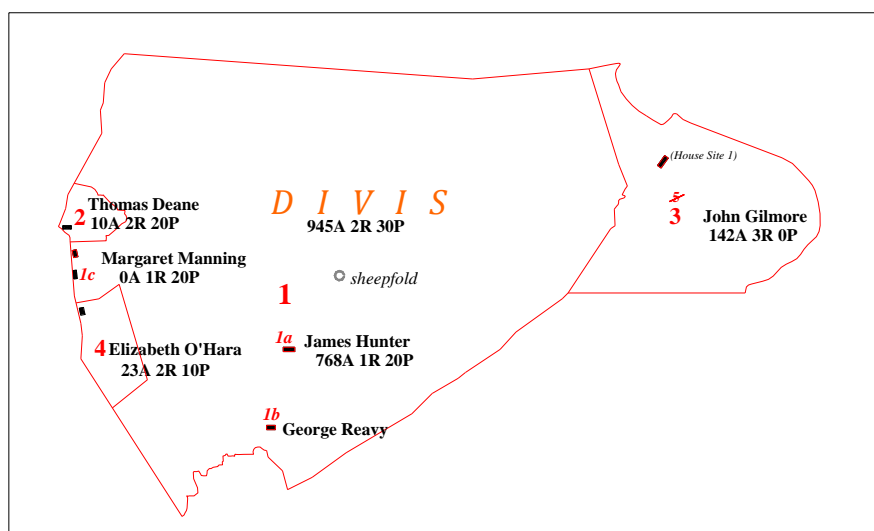 (House Site 1)
D I V I S
945A 2R 30P
2 Thomas Deane
10A 2R 20P
5
3
John Gilmore
142A 3R 0P
Margaret Manning
1c
0A 1R 20P
sheepfold
1
1a
James Hunter
768A 1R 20P
4 Elizabeth O'Hara
23A 2R 10P
1b
George Reavy